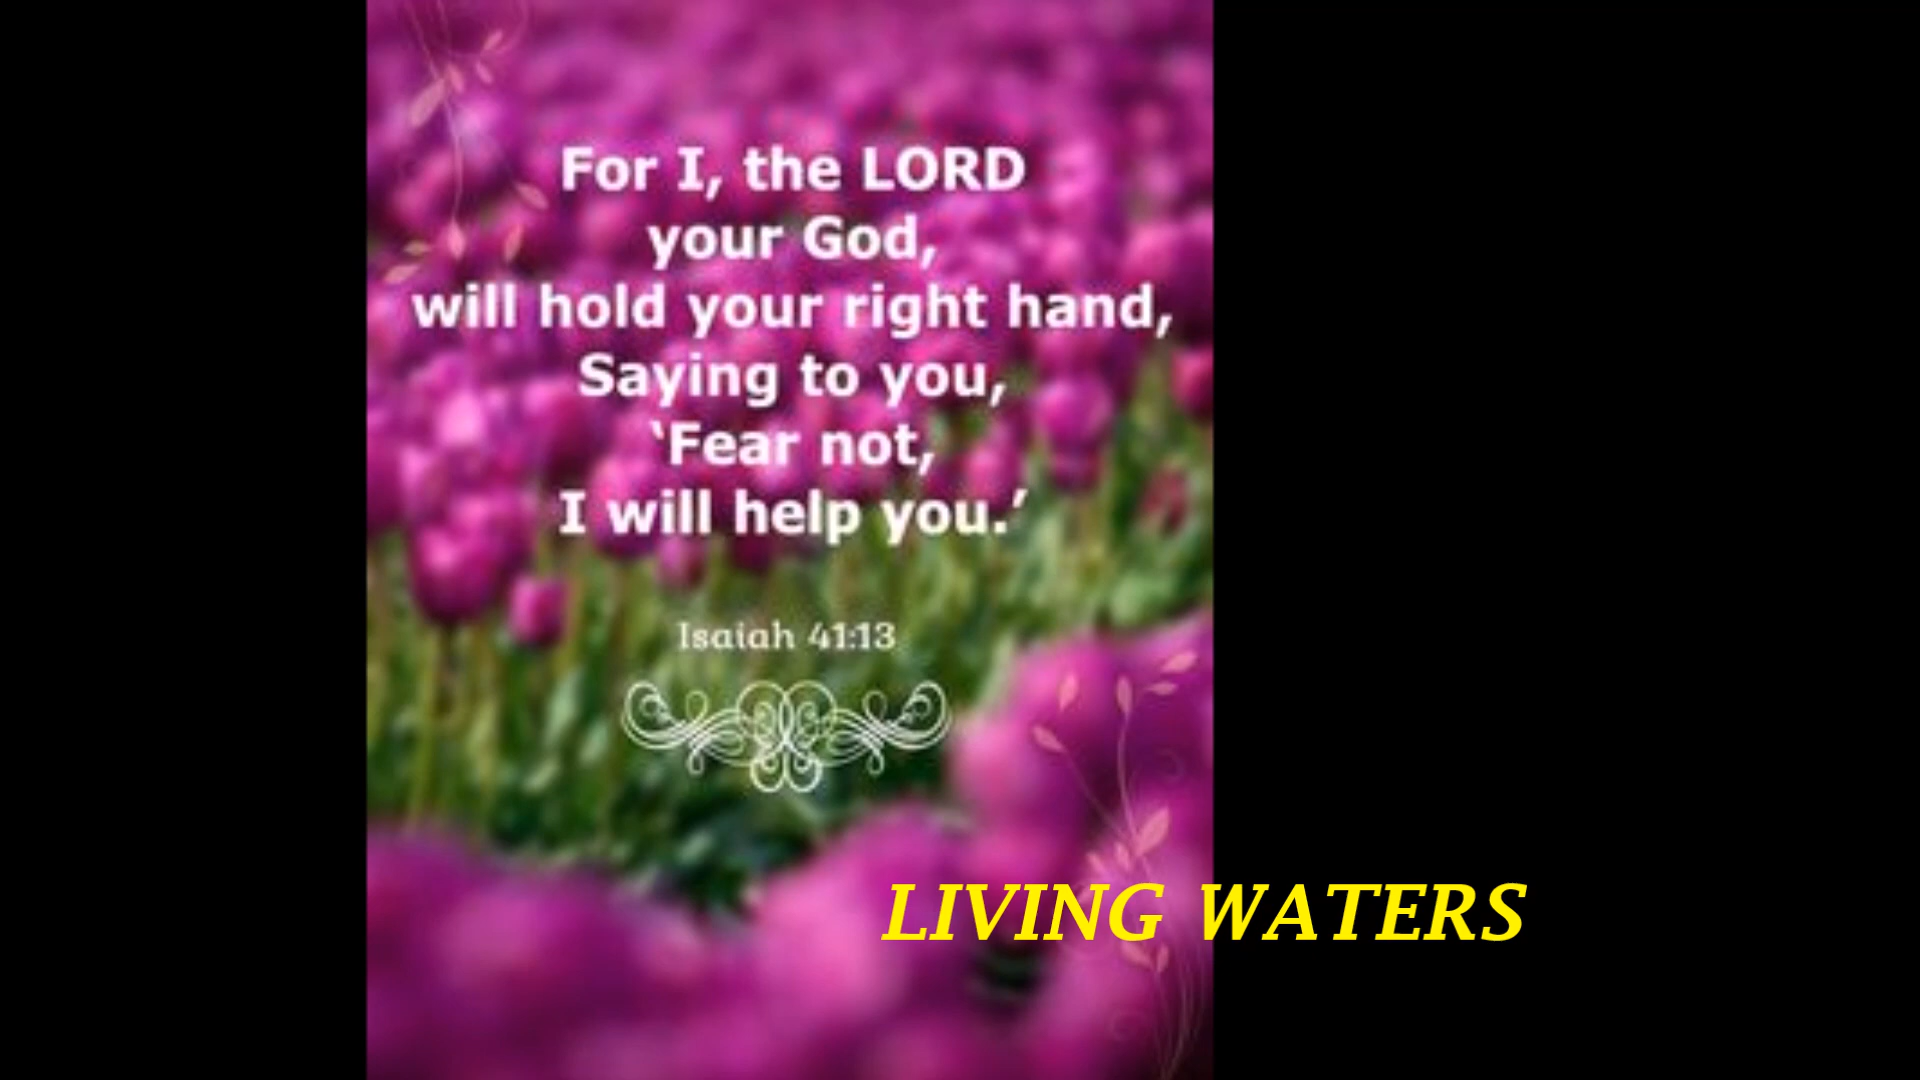 For I, the LORD
your God,
will hold your right hand,
Saying to you,
‘Fear not,
I will help you.’
Isaiah 41:13
LIVING WATERS